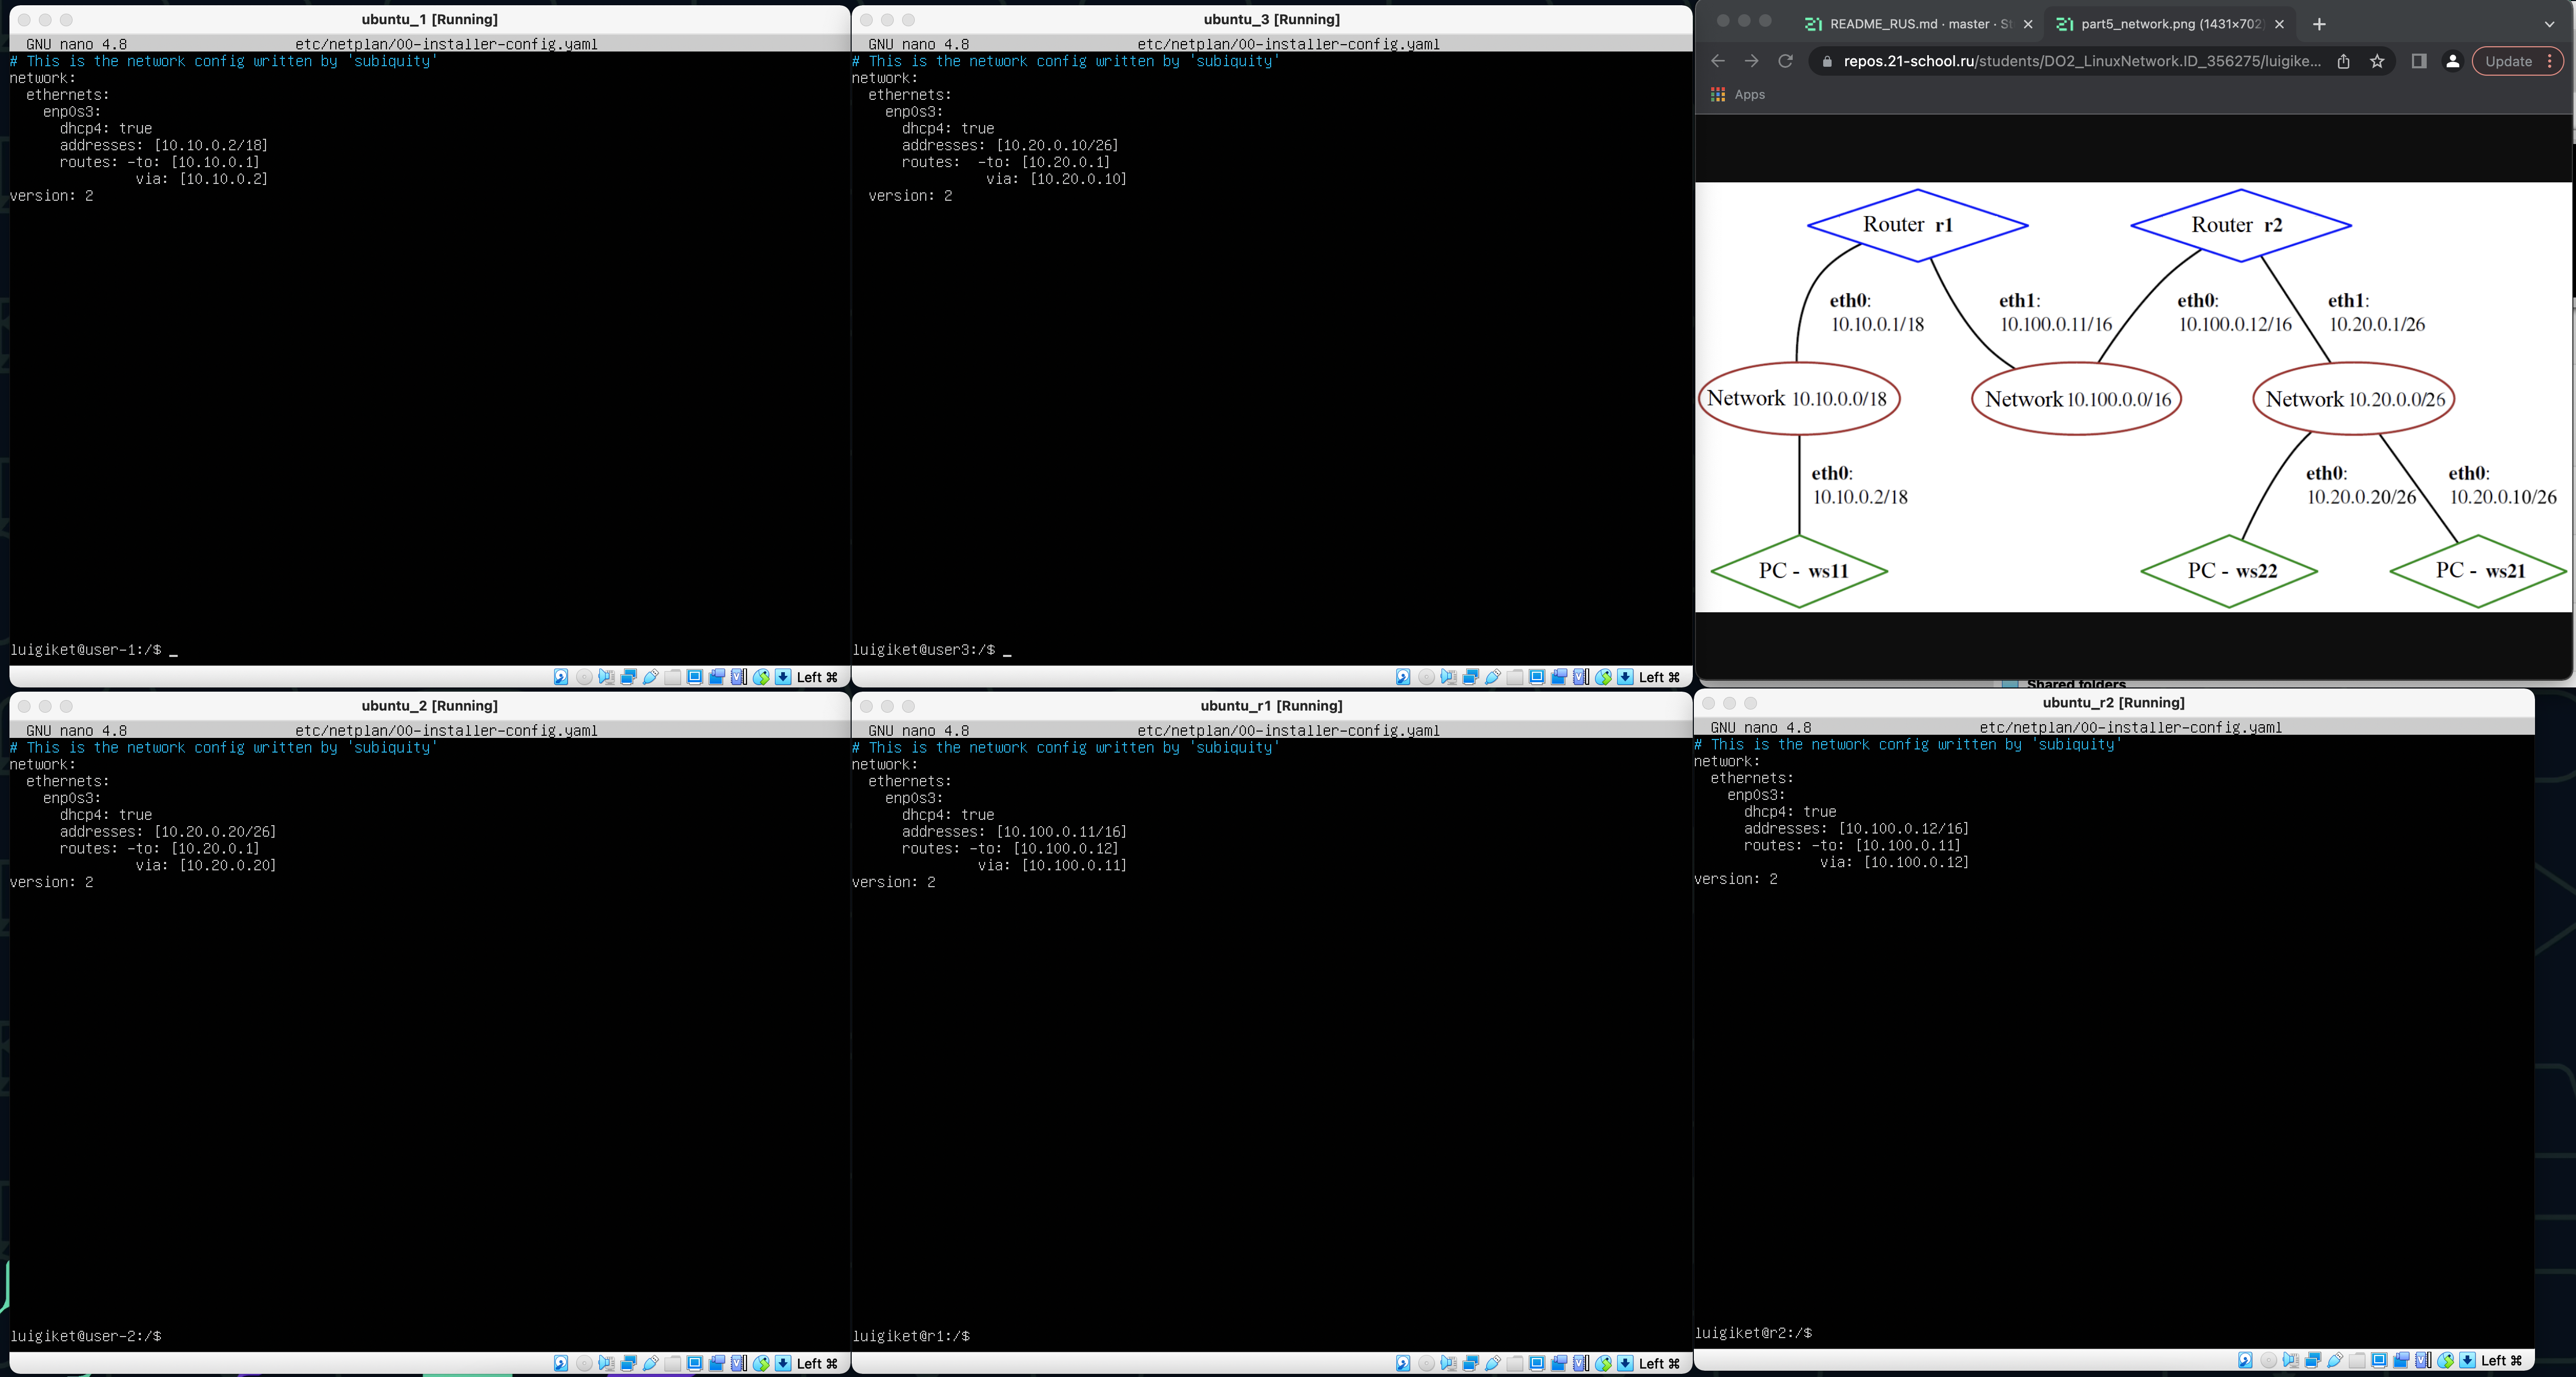 ubuntu_1 [Running]
GNU nano 4.8 etc/netplan/00-installer-config.yaml
# This is the network config written by 'subiquity'
network:
  ethernets:
    enp0s3:
      dhcp4: true
      addresses: [10.10.0.2/18]
      routes: -to: [10.10.0.1]
               via: [10.10.0.2]
version: 2
luigiket@user-1:/$ _
Left ⌘
ubuntu_3 [Running]
GNU nano 4.8 etc/netplan/00-installer-config.yaml
# This is the network config written by 'subiquity'
network:
  ethernets:
    enp0s3:
      dhcp4: true
      addresses: [10.20.0.10/26]
      routes:  -to: [10.20.0.1]
                via: [10.20.0.10]
  version: 2
luigiket@user3:/$ _
Left ⌘
README_RUS.md · master · St
part5_network.png (1431×702)
repos.21-school.ru/students/DO2_LinuxNetwork.ID_356275/luigike...
Update
Apps
Router r1
Router r2
eth0:
10.10.0.1/18
eth1:
10.100.0.11/16
eth0:
10.100.0.12/16
eth1:
10.20.0.1/26
Network 10.10.0.0/18
Network 10.100.0.0/16
Network 10.20.0.0/26
eth0:
10.10.0.2/18
eth0:
10.20.0.20/26
eth0:
10.20.0.10/26
PC - ws11
PC - ws22
PC - ws21
Shared folders
ubuntu_2 [Running]
GNU nano 4.8 etc/netplan/00-installer-config.yaml
# This is the network config written by 'subiquity'
network:
  ethernets:
    enp0s3:
      dhcp4: true
      addresses: [10.20.0.20/26]
      routes: -to: [10.20.0.1]
               via: [10.20.0.20]
version: 2
luigiket@user-2:/$
Left ⌘
ubuntu_r1 [Running]
GNU nano 4.8 etc/netplan/00-installer-config.yaml
# This is the network config written by 'subiquity'
network:
  ethernets:
    enp0s3:
      dhcp4: true
      addresses: [10.100.0.11/16]
      routes: -to: [10.100.0.12]
               via: [10.100.0.11]
version: 2
luigiket@r1:/$
Left ⌘
ubuntu_r2 [Running]
GNU nano 4.8 etc/netplan/00-installer-config.yaml
# This is the network config written by 'subiquity'
network:
  ethernets:
    enp0s3:
      dhcp4: true
      addresses: [10.100.0.12/16]
      routes: -to: [10.100.0.11]
               via: [10.100.0.12]
version: 2
luigiket@r2:/$
Left ⌘